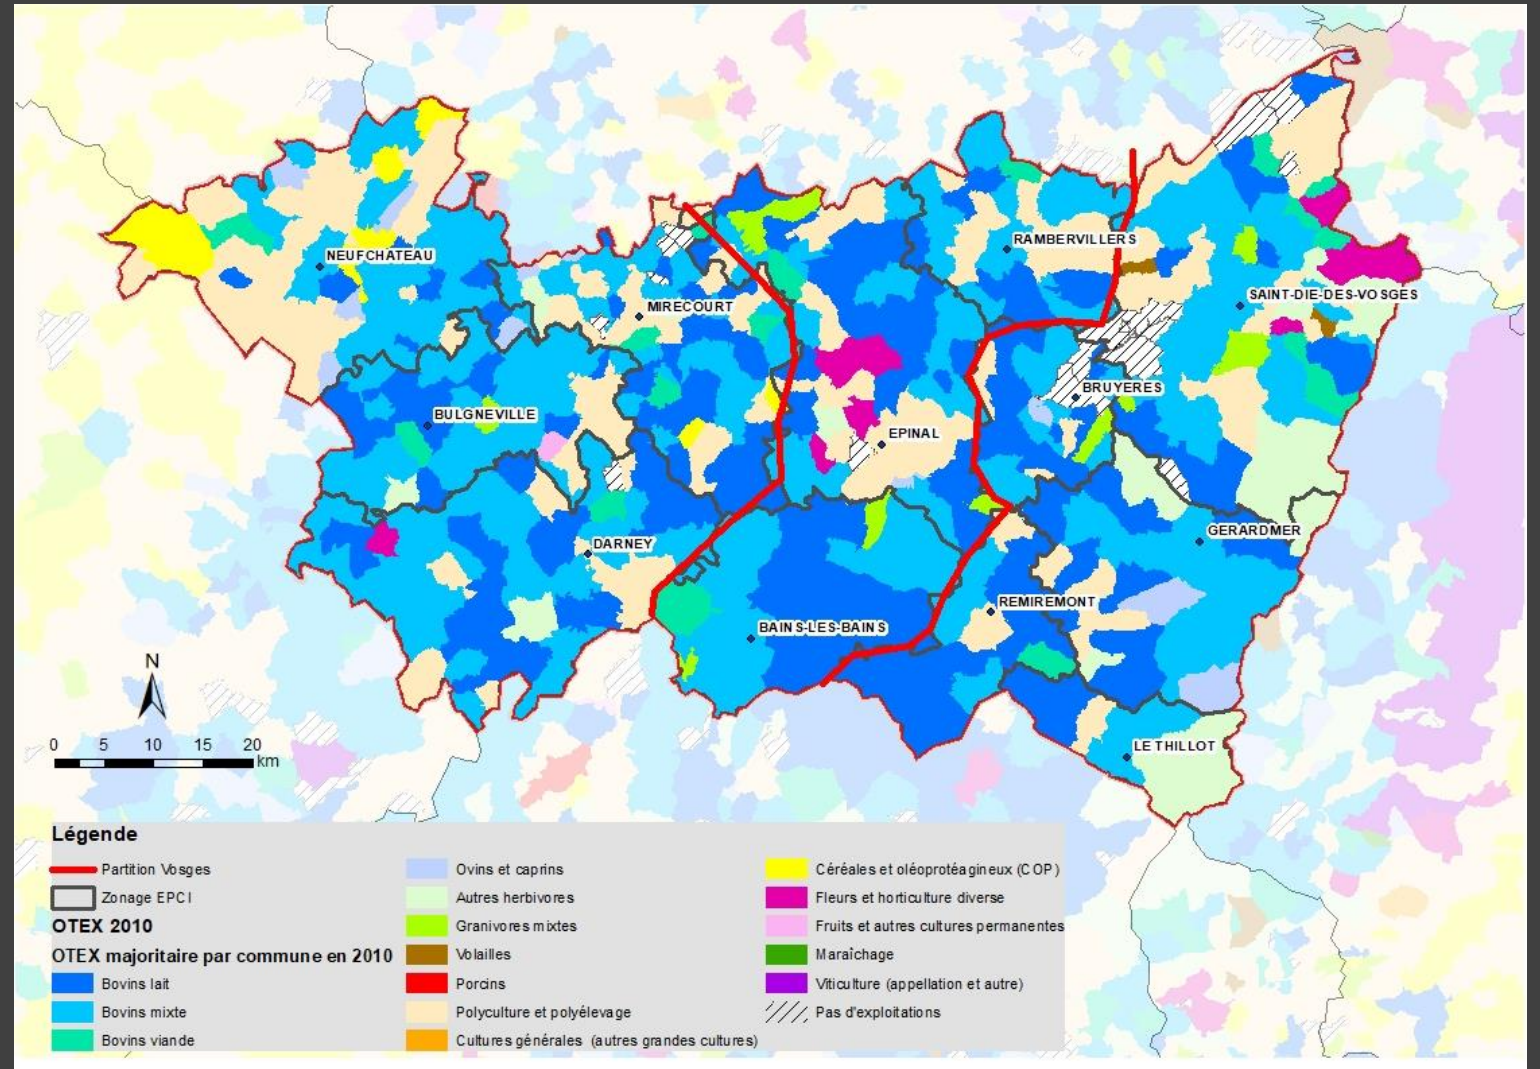 RAMBERVILLERS
NEUFCHATEAU
SAINT-DIE-DES-VOSGES
MIRECOURT
BRUYERES
BULGNEVILLE
EPINAL
GERARDMER
DARNEY
REMIREMONT
BAINS-LES-BAINS
N
LE THILLOT
0 5 10 15 20
km
Légende
Partition Vosges
Zonage EPCI
OTEX 2010
OTEX majoritaire par commune en 2010
Bovins lait
Bovins mixte
Bovins viande
Ovins et caprins
Autres herbivores
Granivores mixtes
Volailles
Porcins
Polyculture et polyélevage
Cultures générales (autres grandes cultures)
Céréales et oléoprotéagineux (COP)
Fleurs et horticulture diverse
Fruits et autres cultures permanentes
Maraîchage
Viticulture (appellation et autre)
Pas d'exploitations